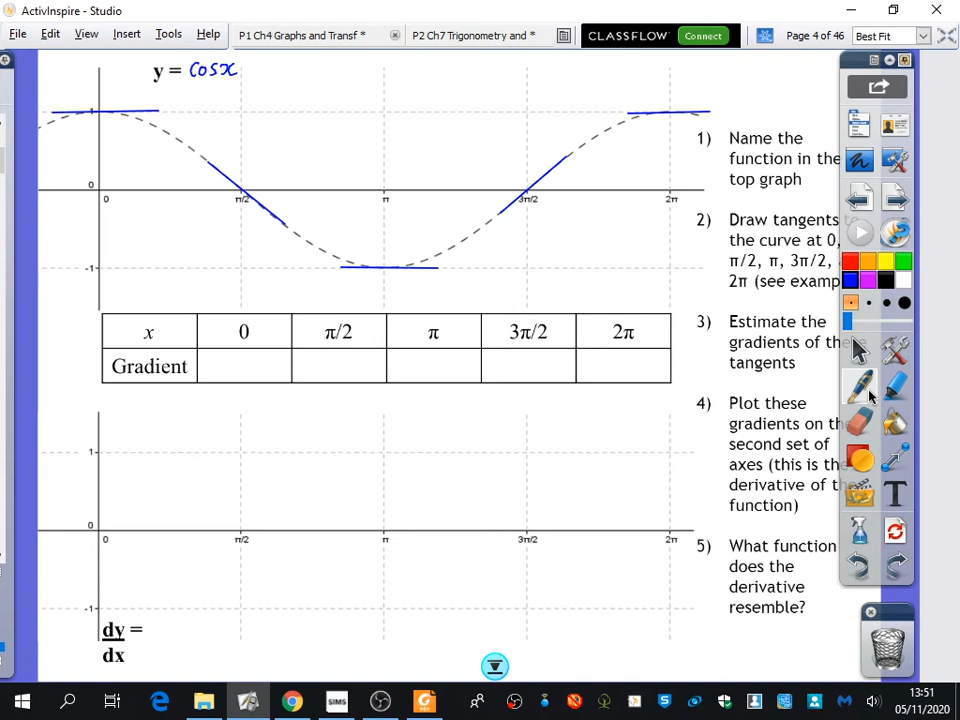 ActivInspire - Studio
File Edit View Insert Tools Help P1 Ch4 Graphs and Transf * P2 Ch7 Trigonometry and * CLASSFLOW Connect Page 4 of 46 Best Fit
y = cosx
1
0
0 π/2 π 3π/2 2π
-1
x 0 π/2 π 3π/2 2π
Gradient
1
0
0 π/2 π 3π/2 2π
-1
dy =
dx
1) Name the
function in the
top graph
2) Draw tangents to
the curve at 0,
π/2, π, 3π/2,
2π (see examp
3) Estimate the
gradients of these
tangents
4) Plot these
gradients on the
second set of
axes (this is the
derivative of the
function)
5) What function
does the
derivative
resemble?
T
SIMS
13:51
05/11/2020